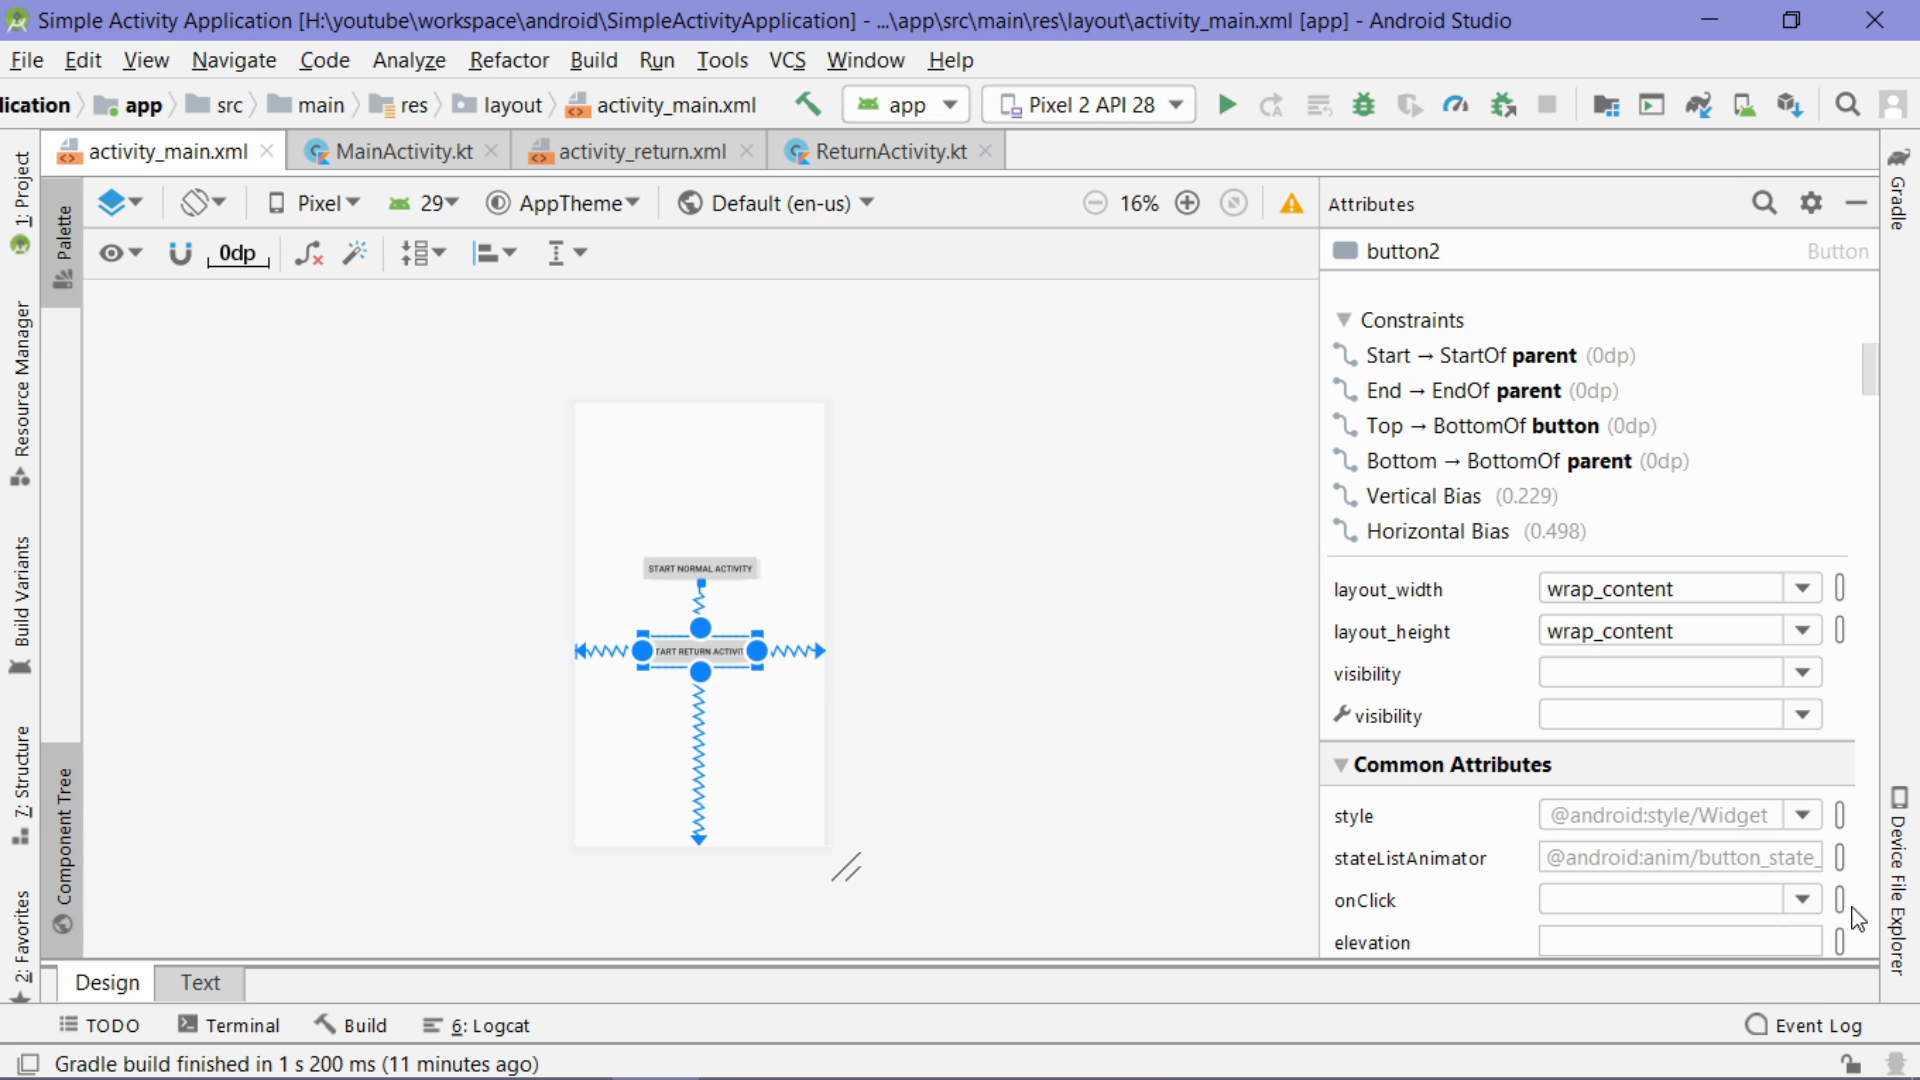 Simple Activity Application [H:\youtube\workspace\android\SimpleActivityApplication] - ...\app\src\main\res\layout\activity_main.xml [app] - Android Studio
File Edit View Navigate Code Analyze Refactor Build Run Tools VCS Window Help
lication app src main res layout activity_main.xml app Pixel 2 API 28
activity_main.xml MainActivity.kt activity_return.xml ReturnActivity.kt
Pixel 29 AppTheme Default (en-us) 16%
0dp
1: Project
Resource Manager
Build Variants
7: Structure
2: Favorites
Palette
Component Tree
START NORMAL ACTIVITY
TART RETURN ACTIVIT
Attributes
button2 Button
Constraints
Start → StartOf parent (0dp)
End → EndOf parent (0dp)
Top → BottomOf button (0dp)
Bottom → BottomOf parent (0dp)
Vertical Bias (0.229)
Horizontal Bias (0.498)
layout_width wrap_content
layout_height wrap_content
visibility
visibility
Common Attributes
style @android:style/Widget
stateListAnimator @android:anim/button_state_
onClick
elevation
Gradle
Device File Explorer
Design Text
TODO Terminal Build 6: Logcat Event Log
Gradle build finished in 1 s 200 ms (11 minutes ago)